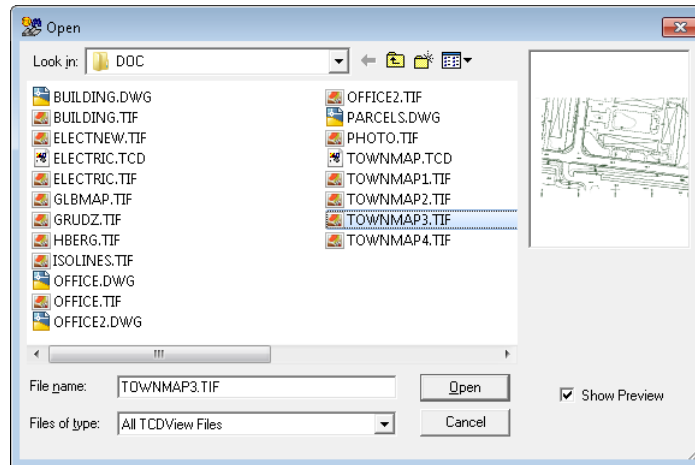 Open
Look in: DOC
BUILDING.DWG
BUILDING.TIF
ELECTNEW.TIF
ELECTRIC.TCD
ELECTRIC.TIF
GLBMAP.TIF
GRUDZ.TIF
HBERG.TIF
ISOLINES.TIF
OFFICE.DWG
OFFICE.TIF
OFFICE2.DWG
OFFICE2.TIF
PARCELS.DWG
PHOTO.TIF
TOWNMAP.TCD
TOWNMAP1.TIF
TOWNMAP2.TIF
TOWNMAP3.TIF
TOWNMAP4.TIF
File name: TOWNMAP3.TIF
Open
Show Preview
Files of type: All TCDView Files
Cancel